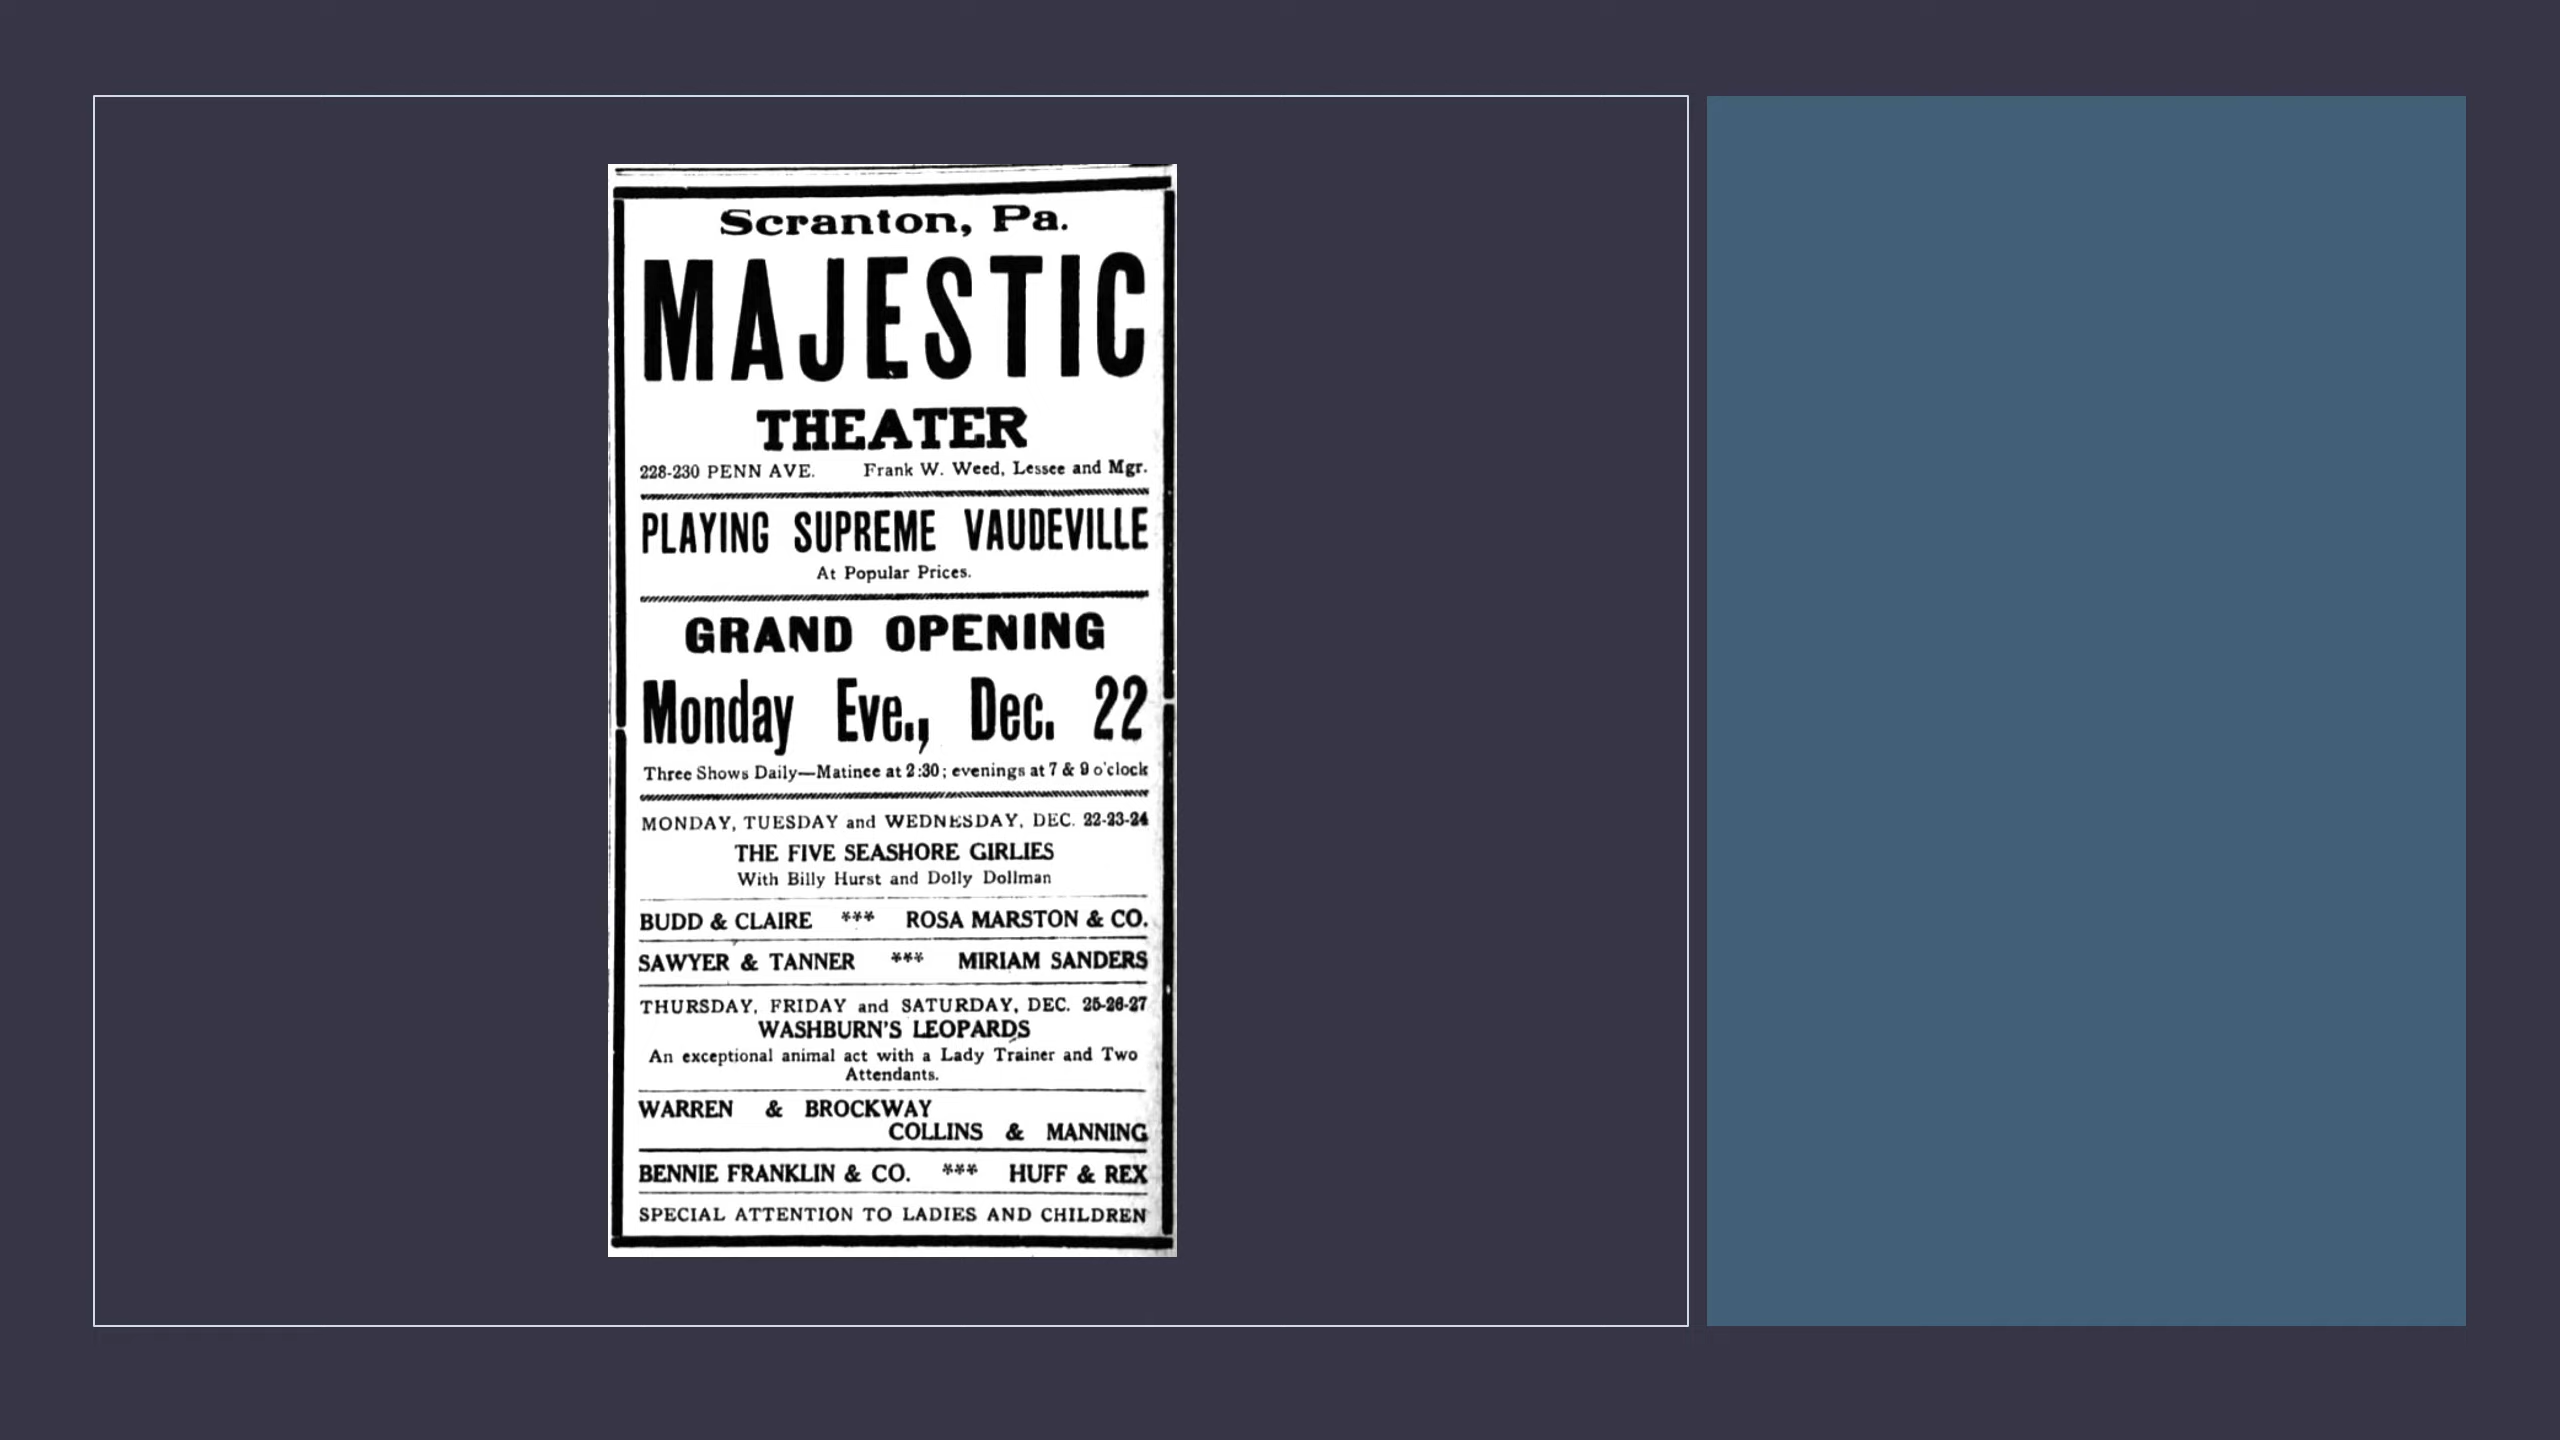 Scranton, Pa.
MAJESTIC
THEATER
228-230 PENN AVE. Frank W. Weed, Lessee and Mgr.
PLAYING SUPREME VAUDEVILLE
At Popular Prices.
GRAND OPENING
Monday Eve., Dec. 22
Three Shows Daily—Matinee at 2:30; evenings at 7 & 9 o'clock
MONDAY, TUESDAY and WEDNESDAY, DEC. 22-23-24
THE FIVE SEASHORE GIRLIES
With Billy Hurst and Dolly Dollman
BUDD & CLAIRE *** ROSA MARSTON & CO.
SAWYER & TANNER *** MIRIAM SANDERS
THURSDAY, FRIDAY and SATURDAY, DEC. 25-26-27
WASHBURN'S LEOPARDS
An exceptional animal act with a Lady Trainer and Two
Attendants.
WARREN & BROCKWAY
COLLINS & MANNING
BENNIE FRANKLIN & CO. *** HUFF & REX
SPECIAL ATTENTION TO LADIES AND CHILDREN